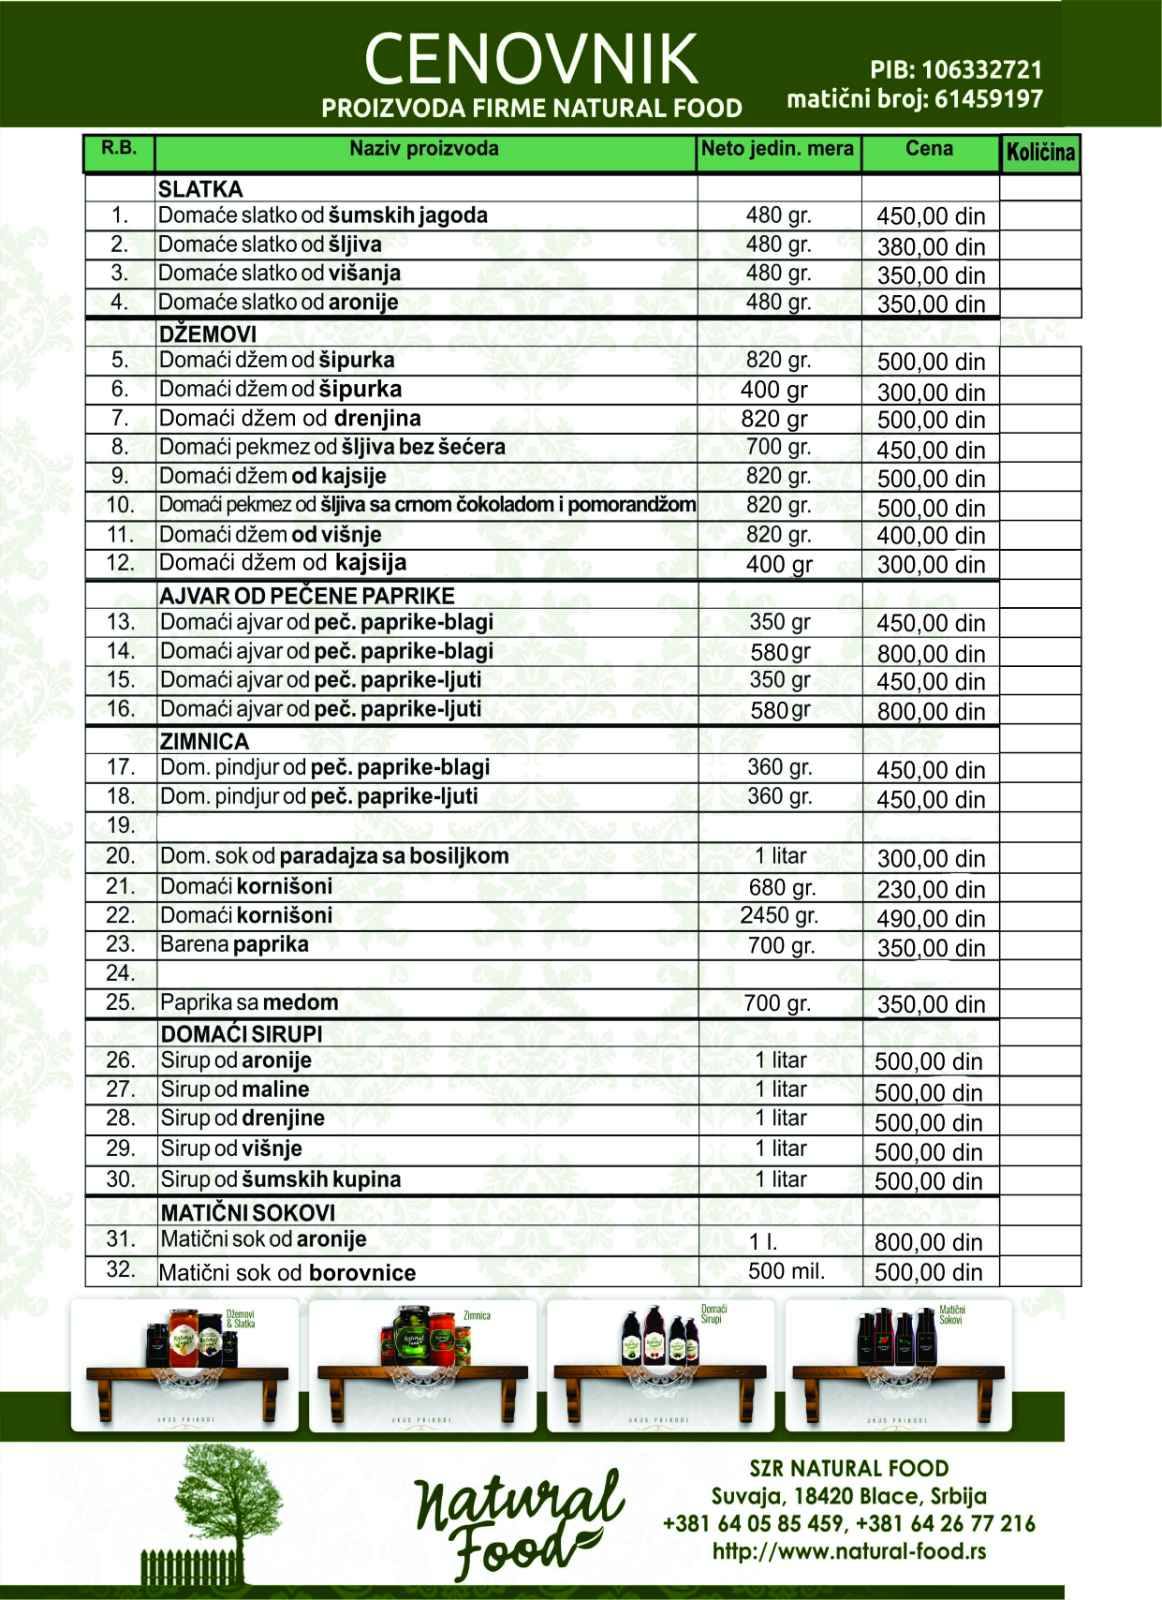 CENOVNIK
PROIZVODA FIRME NATURAL FOOD
PIB: 106332721
matični broj: 61459197
R.B. Naziv proizvoda Neto jedin. mera Cena Količina
SLATKA
1. Domaće slatko od šumskih jagoda 480 gr. 450,00 din
2. Domaće slatko od šljiva 480 gr. 380,00 din
3. Domaće slatko od višanja 480 gr. 350,00 din
4. Domaće slatko od aronije 480 gr. 350,00 din
DŽEMOVI
5. Domaći džem od šipurka 820 gr. 500,00 din
6. Domaći džem od šipurka 400 gr 300,00 din
7. Domaći džem od drenjina 820 gr 500,00 din
8. Domaći pekmez od šljiva bez šećera 700 gr. 450,00 din
9. Domaći džem od kajsije 820 gr. 500,00 din
10. Domaći pekmez od šljiva sa crnom čokoladom i pomorandžom 820 gr. 500,00 din
11. Domaći džem od višnje 820 gr. 400,00 din
12. Domaći džem od kajsija 400 gr 300,00 din
AJVAR OD PEČENE PAPRIKE
13. Domaći ajvar od peč. paprike-blagi 350 gr 450,00 din
14. Domaći ajvar od peč. paprike-blagi 580 gr 800,00 din
15. Domaći ajvar od peč. paprike-ljuti 350 gr 450,00 din
16. Domaći ajvar od peč. paprike-ljuti 580 gr 800,00 din
ZIMNICA
17. Dom. pindjur od peč. paprike-blagi 360 gr. 450,00 din
18. Dom. pindjur od peč. paprike-ljuti 360 gr. 450,00 din
19.
20. Dom. sok od paradajza sa bosiljkom 1 litar 300,00 din
21. Domaći kornišoni 680 gr. 230,00 din
22. Domaći kornišoni 2450 gr. 490,00 din
23. Barena paprika 700 gr. 350,00 din
24.
25. Paprika sa medom 700 gr. 350,00 din
DOMAĆI SIRUPI
26. Sirup od aronije 1 litar 500,00 din
27. Sirup od maline 1 litar 500,00 din
28. Sirup od drenjine 1 litar 500,00 din
29. Sirup od višnje 1 litar 500,00 din
30. Sirup od šumskih kupina 1 litar 500,00 din
MATIČNI SOKOVI
31. Matični sok od aronije 1 l. 800,00 din
32. Matični sok od borovnice 500 mil. 500,00 din
Džemovi
& Slatka
Zimnica
Domaći
Sirupi
Matični
Sokovi
UKUS PRIRODE
UKUS PRIRODE
UKUS PRIRODE
UKUS PRIRODE
Natural
Food
SZR NATURAL FOOD
Suvaja, 18420 Blace, Srbija
+381 64 05 85 459, +381 64 26 77 216
http://www.natural-food.rs